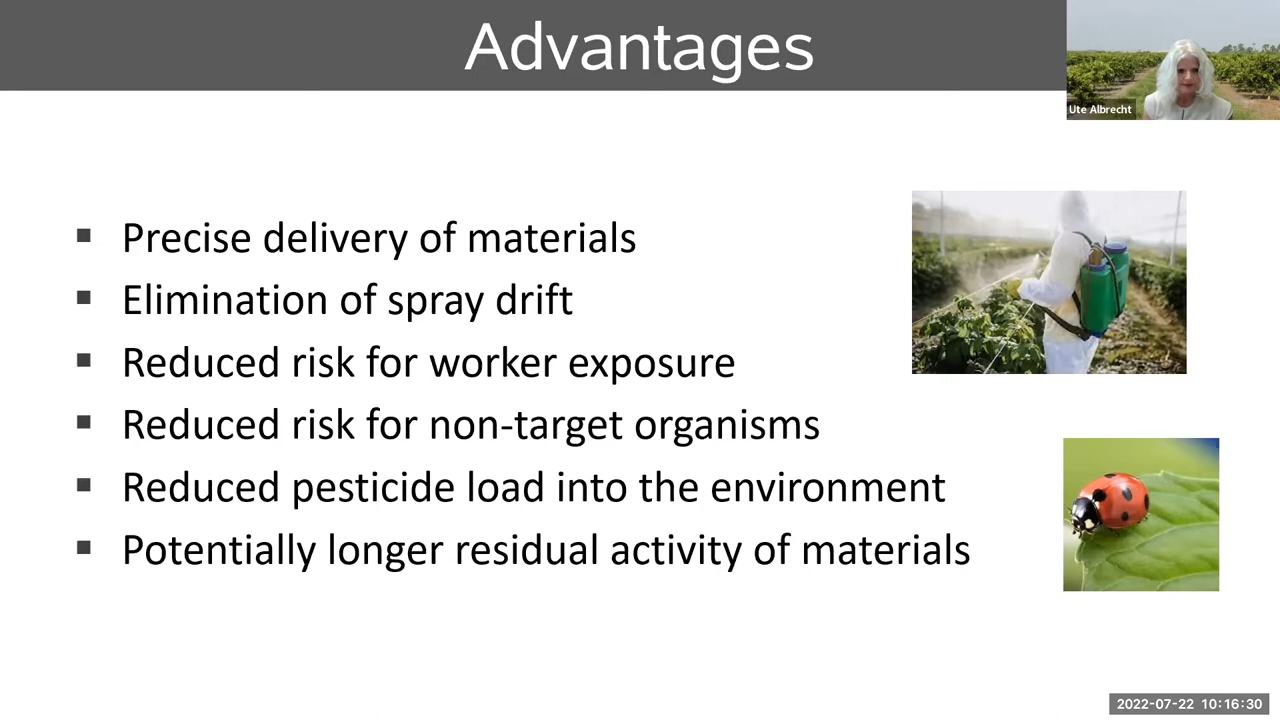 Advantages
Ute Albrecht
Precise delivery of materials
Elimination of spray drift
Reduced risk for worker exposure
Reduced risk for non-target organisms
Reduced pesticide load into the environment
Potentially longer residual activity of materials
2022-07-22 10:16:30